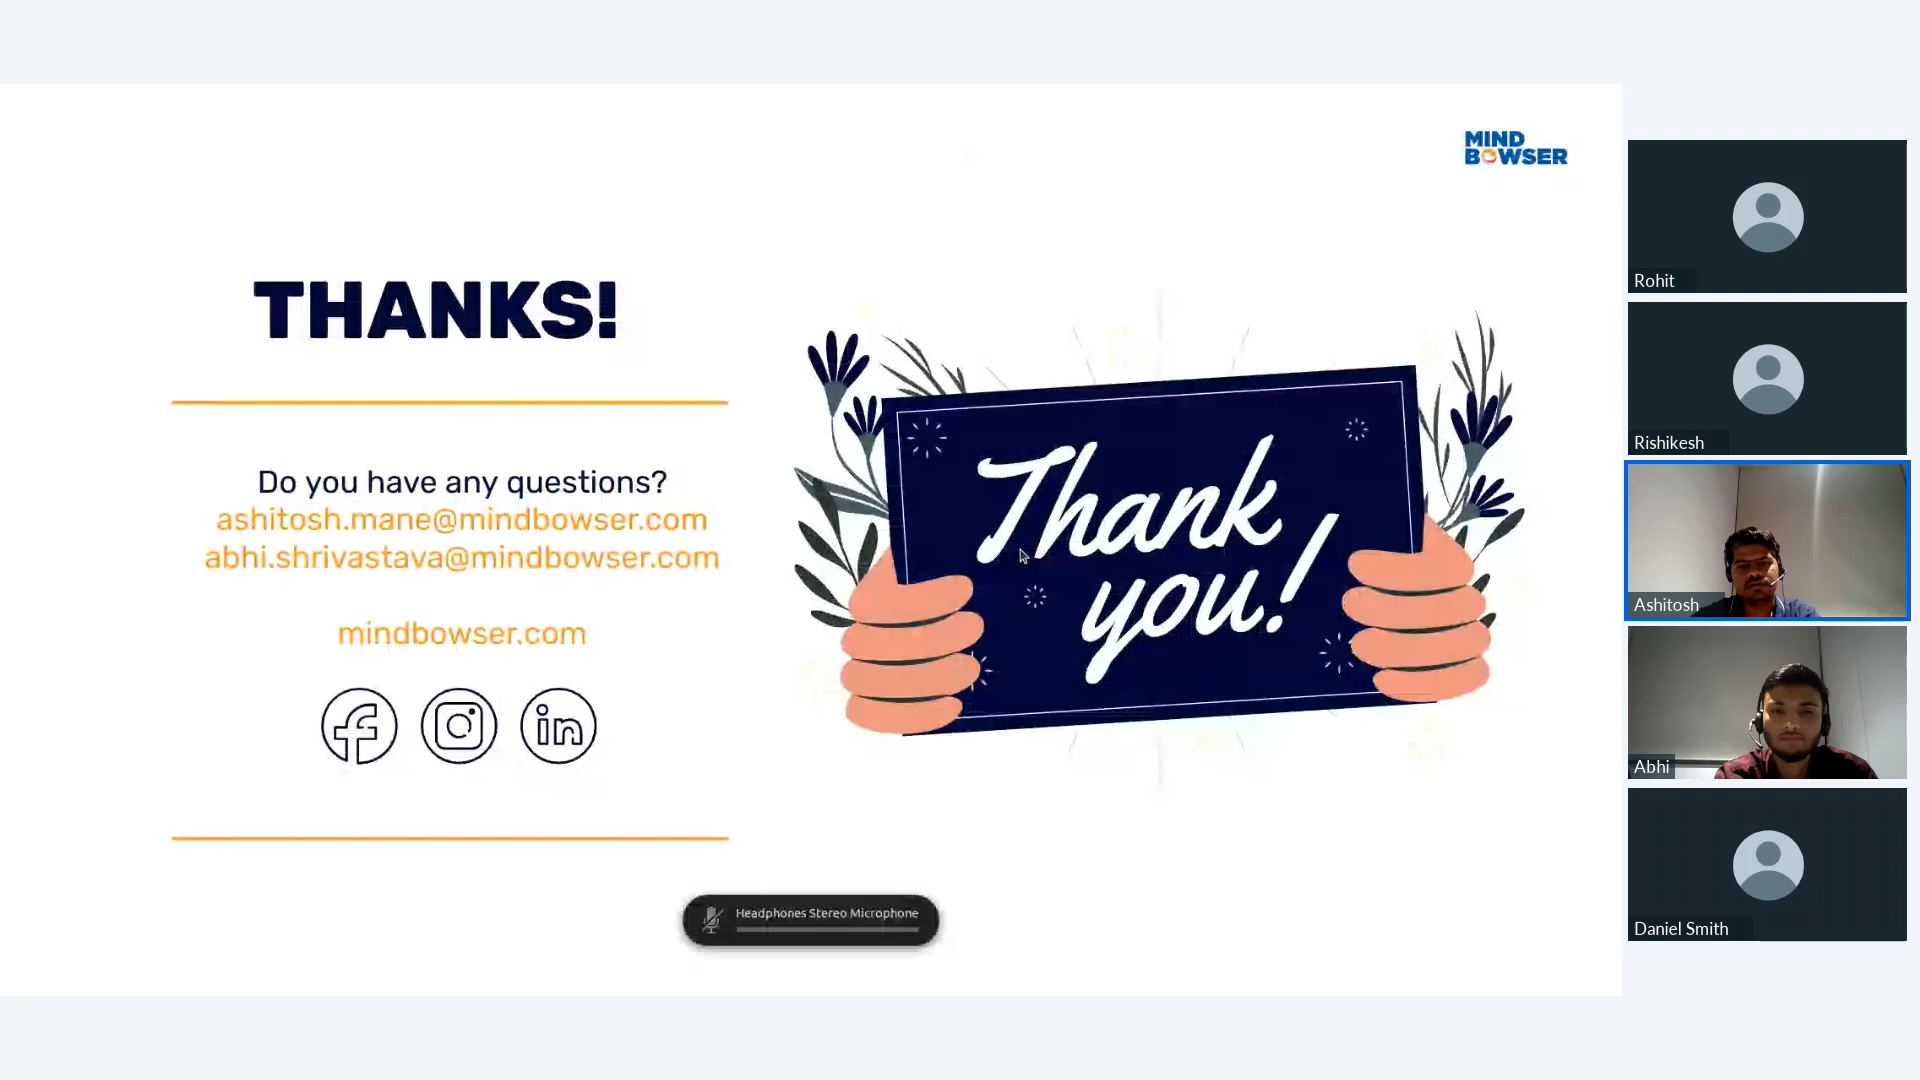 MIND
BOWSER
THANKS!
Do you have any questions?
ashitosh.mane@mindbowser.com
abhi.shrivastava@mindbowser.com
mindbowser.com
Thank
you!
Headphones Stereo Microphone
Rohit
Rishikesh
Ashitosh
Abhi
Daniel Smith